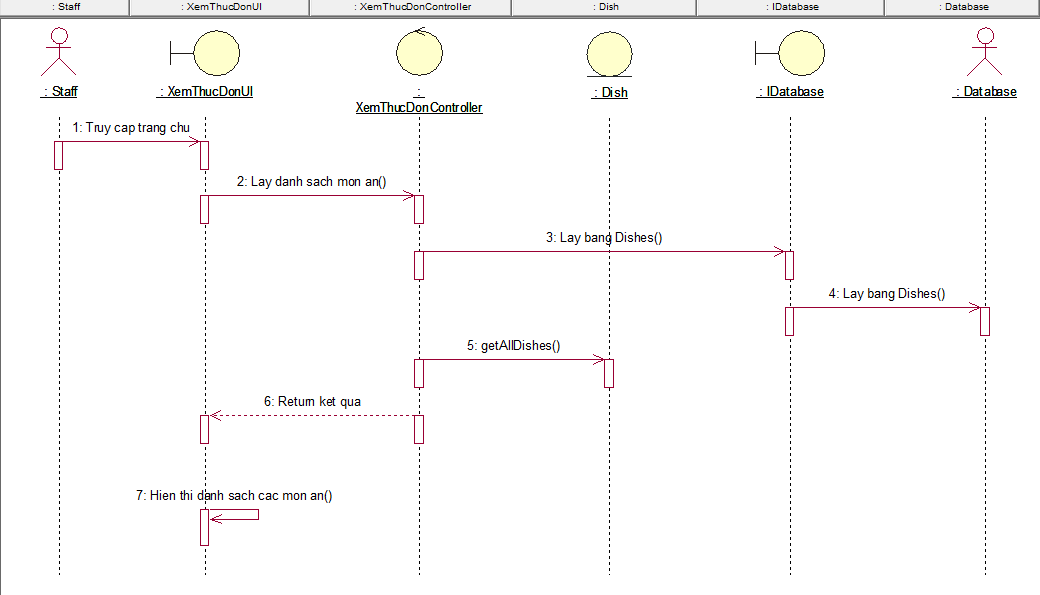 : Staff
: XemThucDonUI
: XemThucDonController
: Dish
: IDatabase
: Database
: Staff
: XemThucDonUI
:
XemThucDonController
: Dish
: IDatabase
: Database
1: Truy cap trang chu
2: Lay danh sach mon an()
3: Lay bang Dishes()
4: Lay bang Dishes()
5: getAllDishes()
6: Return ket qua
7: Hien thi danh sach cac mon an()